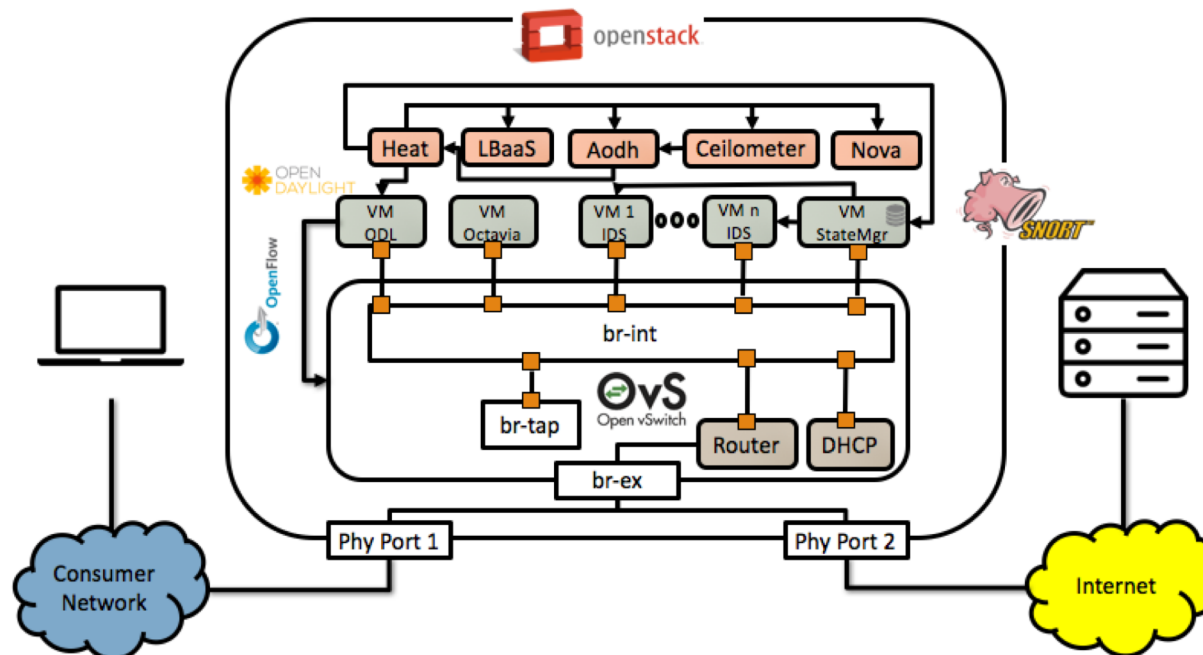 openstack.
Heat
LBaaS
Aodh
Ceilometer
Nova
OPEN
DAYLIGHT
VM
ODL
VM
Octavia
VM 1
IDS
VM n
IDS
VM
StateMgr
SNORT
OpenFlow
br-int
OvS
Open vSwitch
br-tap
Router
DHCP
br-ex
Phy Port 1
Phy Port 2
Consumer
Network
Internet